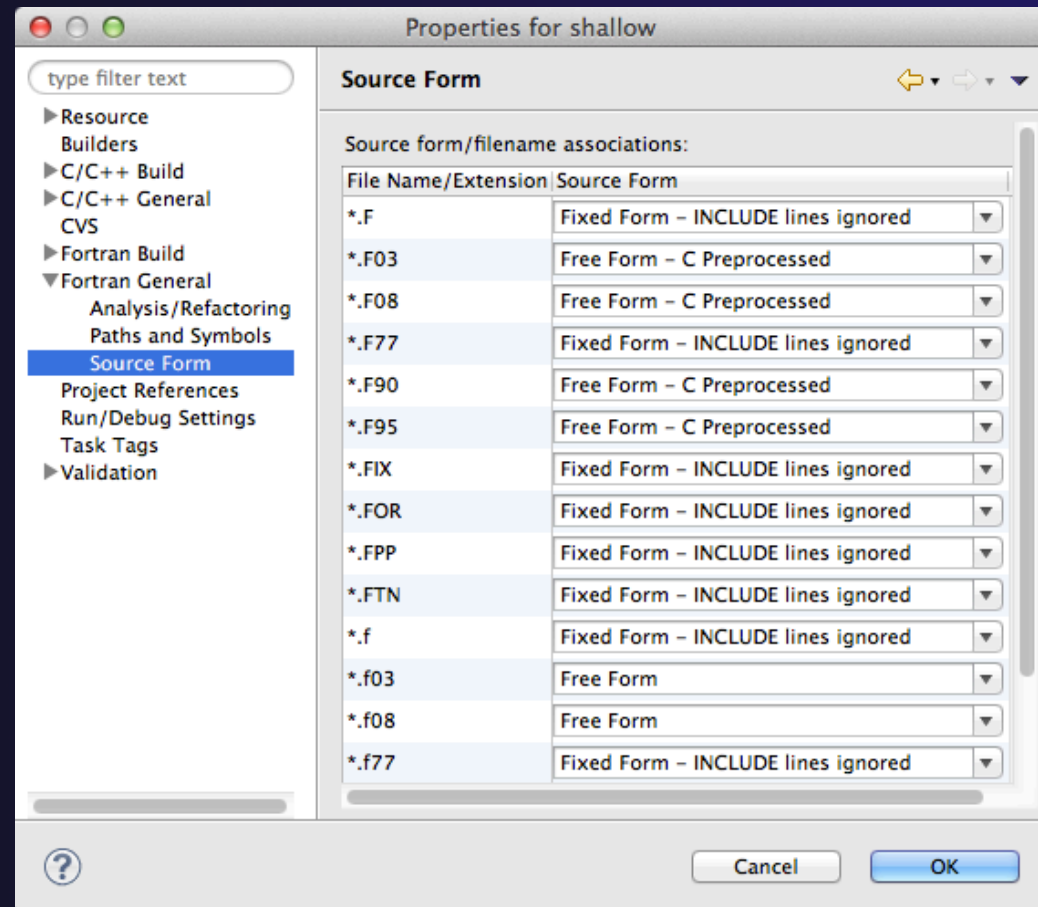 Properties for shallow
type filter text
Resource
Builders
C/C++ Build
C/C++ General
CVS
Fortran Build
Fortran General
Analysis/Refactoring
Paths and Symbols
Source Form
Project References
Run/Debug Settings
Task Tags
Validation
Source Form
Source form/filename associations:
File Name/Extension Source Form
*.F Fixed Form – INCLUDE lines ignored
*.F03 Free Form – C Preprocessed
*.F08 Free Form – C Preprocessed
*.F77 Fixed Form – INCLUDE lines ignored
*.F90 Free Form – C Preprocessed
*.F95 Free Form – C Preprocessed
*.FIX Fixed Form – INCLUDE lines ignored
*.FOR Fixed Form – INCLUDE lines ignored
*.FPP Fixed Form – INCLUDE lines ignored
*.FTN Fixed Form – INCLUDE lines ignored
*.f Fixed Form – INCLUDE lines ignored
*.f03 Free Form
*.f08 Free Form
*.f77 Fixed Form – INCLUDE lines ignored
?
Cancel OK